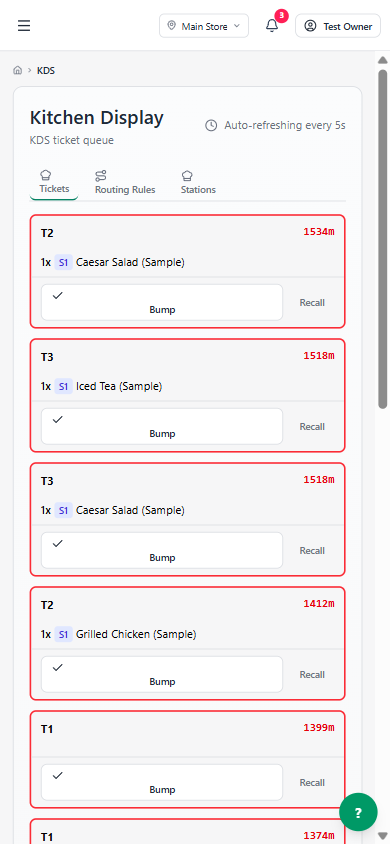 Main Store
3
Test Owner
KDS
Kitchen Display
KDS ticket queue
Auto-refreshing every 5s
Tickets
Routing Rules
Stations
T2
1534m
1x S1 Caesar Salad (Sample)
Bump
Recall
T3
1518m
1x S1 Iced Tea (Sample)
Bump
Recall
T3
1518m
1x S1 Caesar Salad (Sample)
Bump
Recall
T2
1412m
1x S1 Grilled Chicken (Sample)
Bump
Recall
T1
1399m
Bump
Recall
?
T1
1374m